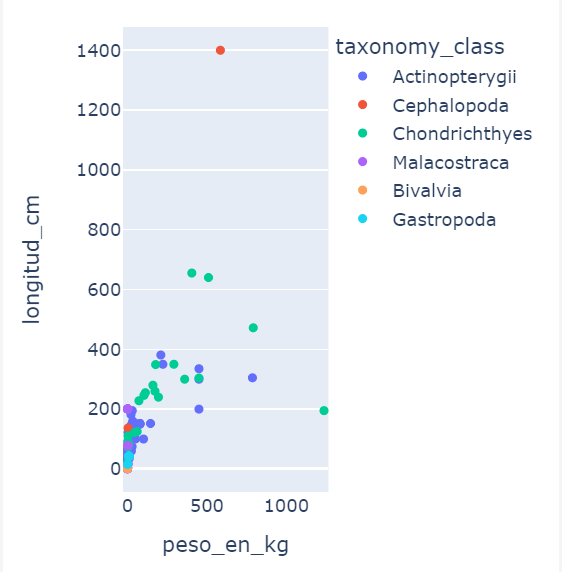 taxonomy_class
Actinopterygii
Cephalopoda
Chondrichthyes
Malacostraca
Bivalvia
Gastropoda
longitud_cm
1400
1200
1000
800
600
400
200
0
0 500 1000
peso_en_kg